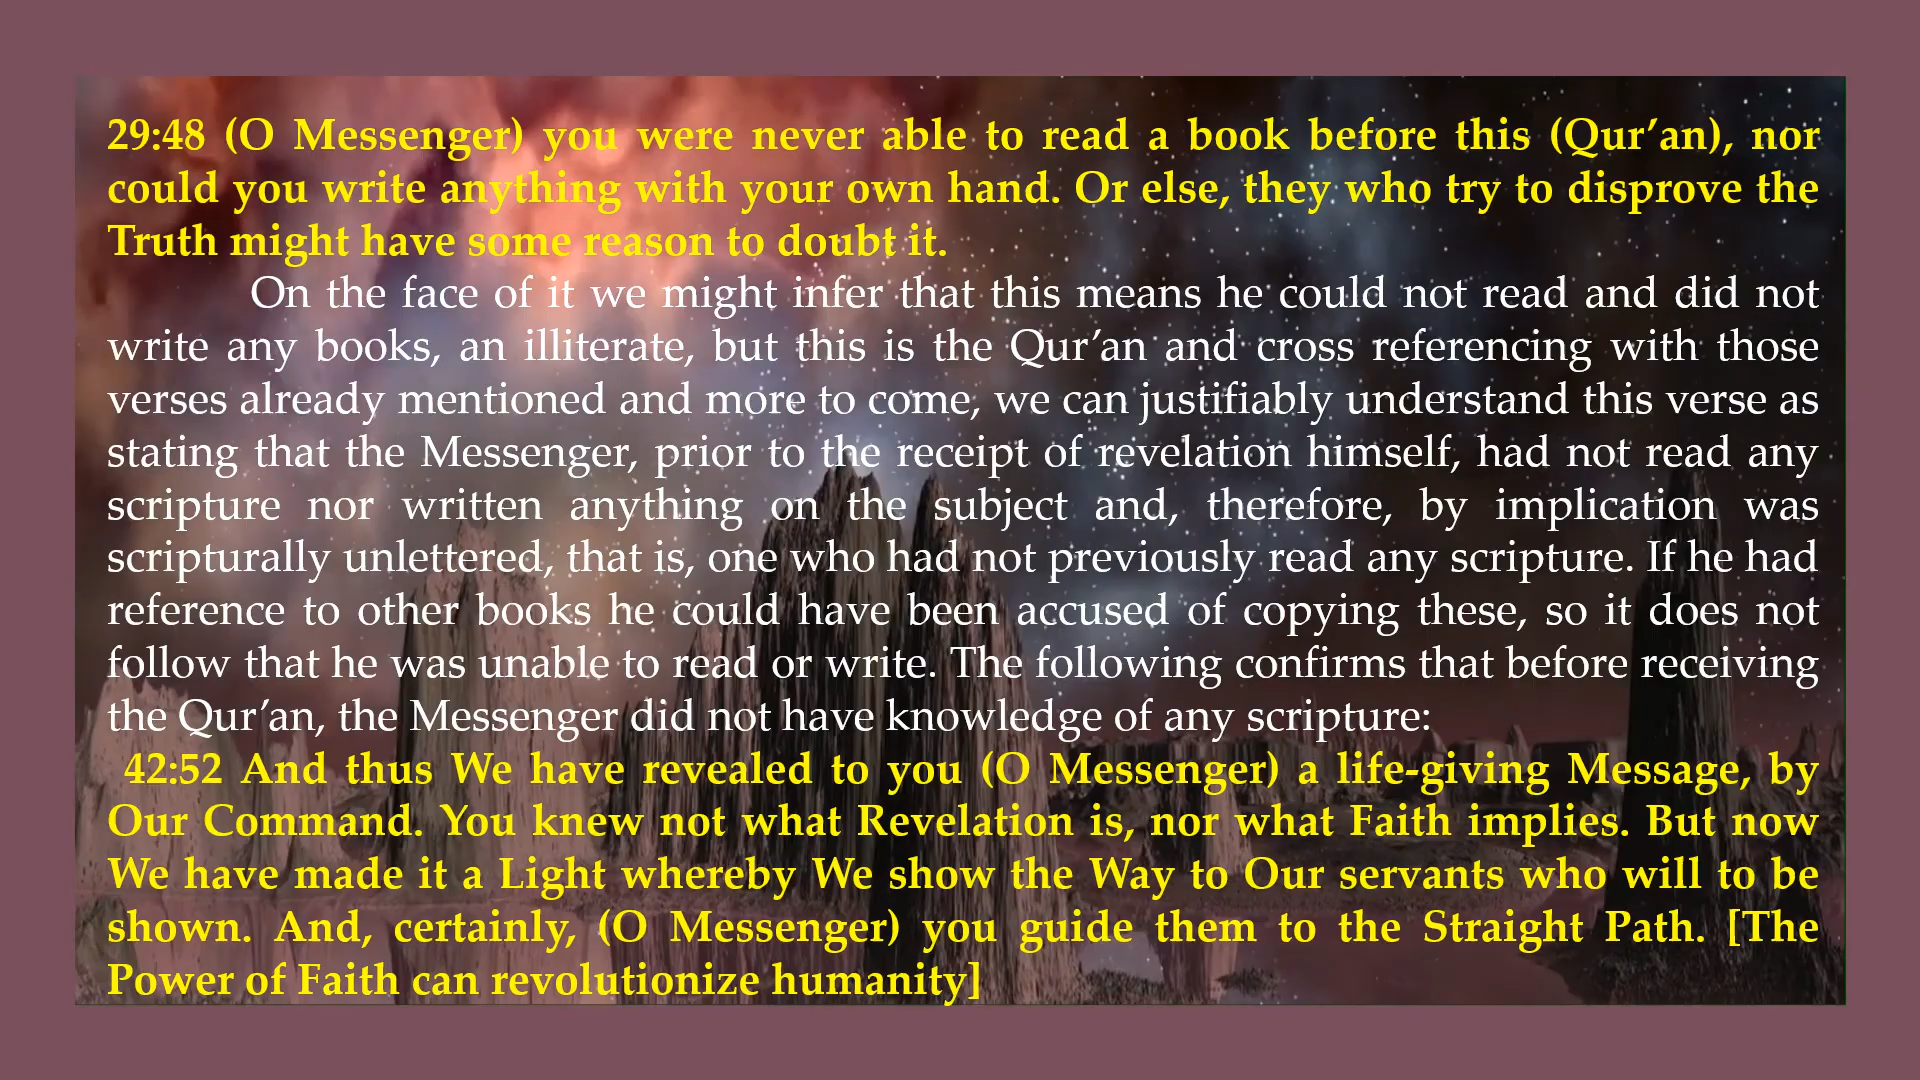 29:48 (O Messenger) you were never able to read a book before this (Qur’an), nor
could you write anything with your own hand. Or else, they who try to disprove the
Truth might have some reason to doubt it.
On the face of it we might infer that this means he could not read and did not
write any books, an illiterate, but this is the Qur’an and cross referencing with those
verses already mentioned and more to come, we can justifiably understand this verse as
stating that the Messenger, prior to the receipt of revelation himself, had not read any
scripture nor written anything on the subject and, therefore, by implication was
scripturally unlettered, that is, one who had not previously read any scripture. If he had
reference to other books he could have been accused of copying these, so it does not
follow that he was unable to read or write. The following confirms that before receiving
the Qur’an, the Messenger did not have knowledge of any scripture:
42:52 And thus We have revealed to you (O Messenger) a life-giving Message, by
Our Command. You knew not what Revelation is, nor what Faith implies. But now
We have made it a Light whereby We show the Way to Our servants who will to be
shown. And, certainly, (O Messenger) you guide them to the Straight Path. [The
Power of Faith can revolutionize humanity]